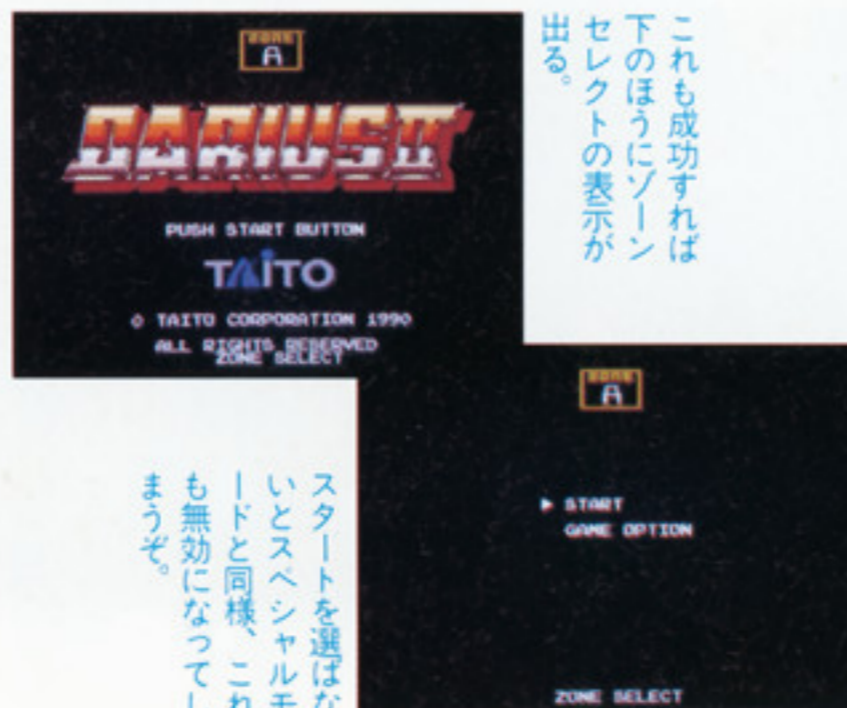 ZONE
A
DARIUS II
PUSH START BUTTON
TAITO
© TAITO CORPORATION 1990
ALL RIGHTS RESERVED
ZONE SELECT
これも成功すれば
下のほうにゾーン
セレクトの表示が
出る。
ZONE
A
▶ START
GAME OPTION
ZONE SELECT
スタートを選ばな
いとスペシャルモ
ードと同様、これ
も無効になってし
まうぞ。